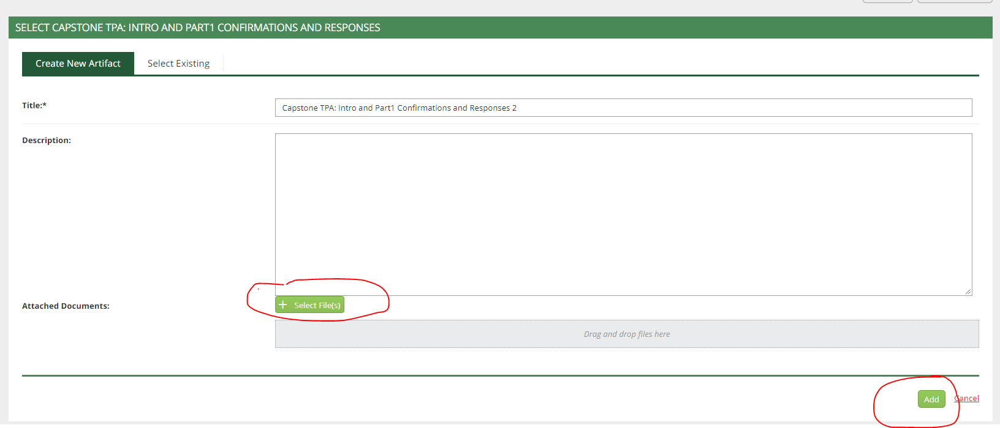 SELECT CAPSTONE TPA: INTRO AND PART1 CONFIRMATIONS AND RESPONSES
Create New Artifact Select Existing
Title:* Capstone TPA: Intro and Part1 Confirmations and Responses 2
Description:
Attached Documents: + Select File(s)
Drag and drop files here
Add Cancel